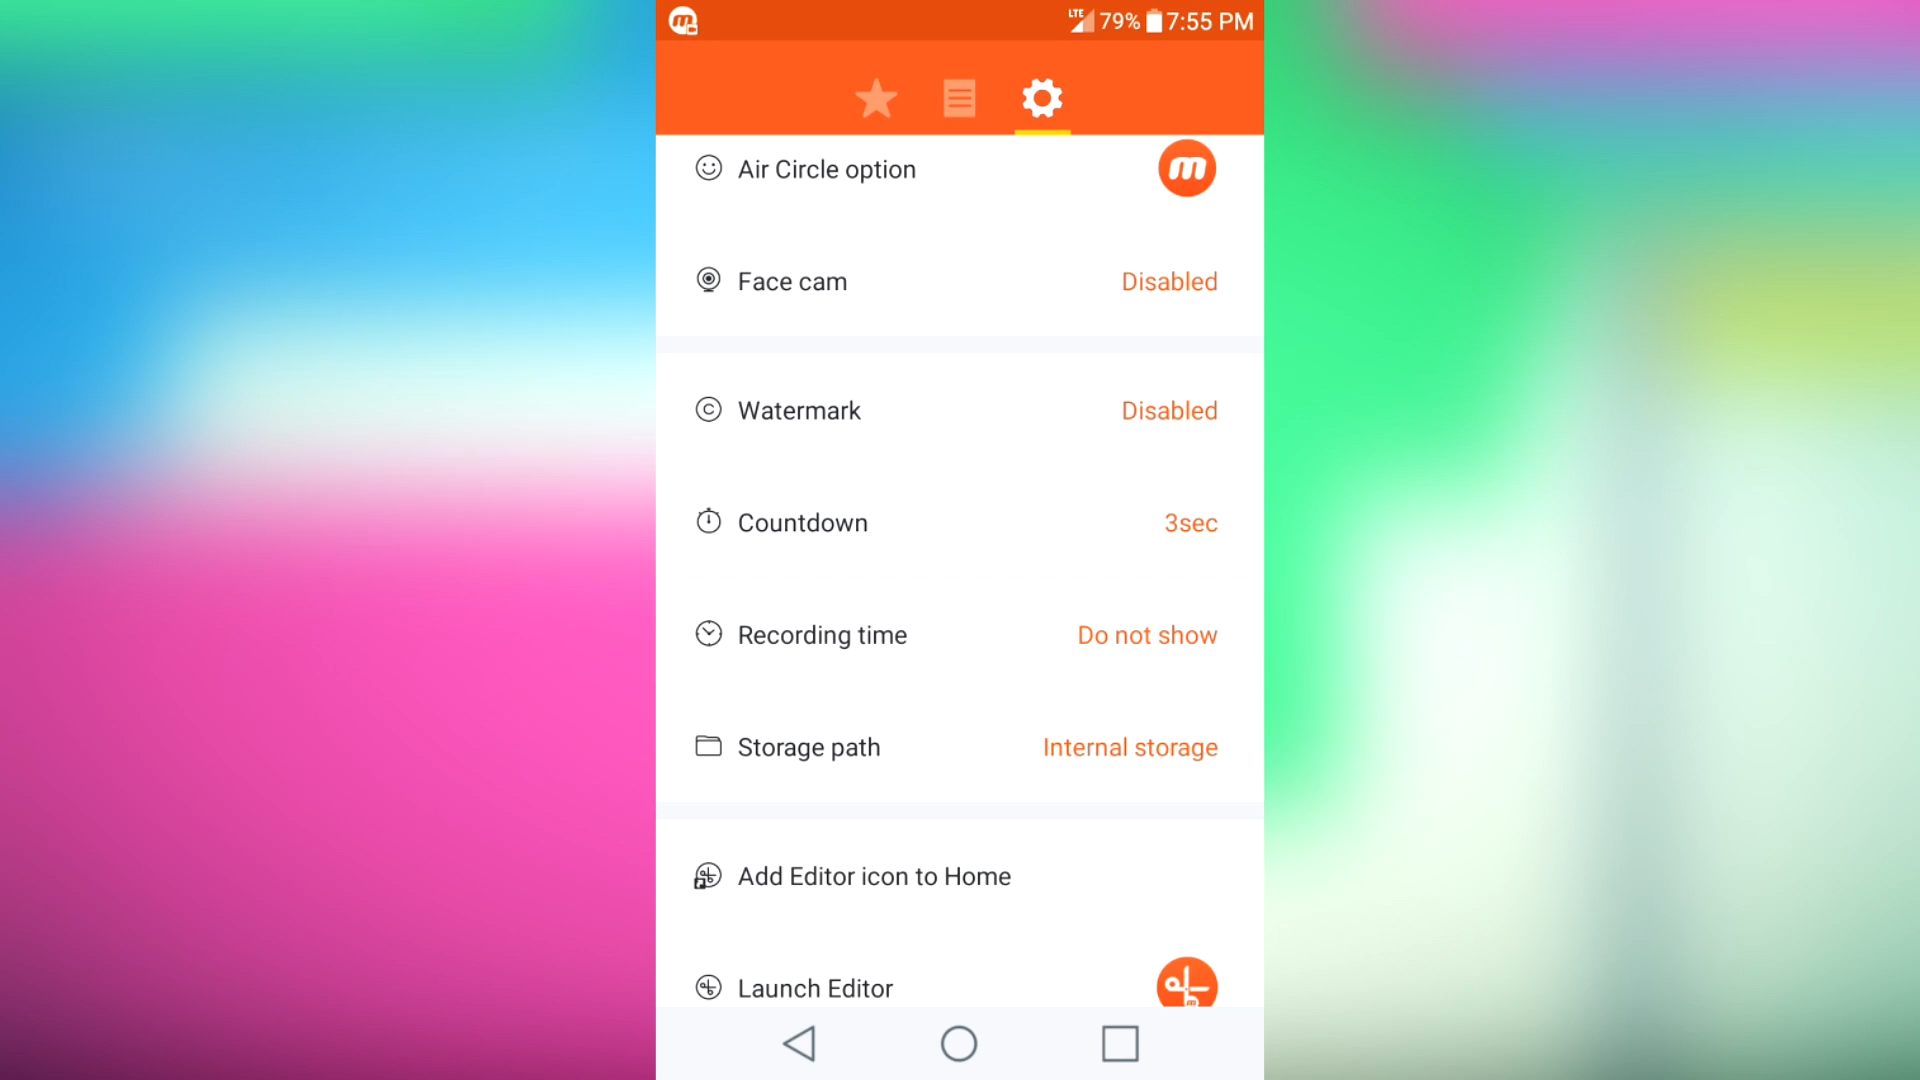 LTE 79% 7:55 PM
Air Circle option m
Face cam Disabled
Watermark Disabled
Countdown 3sec
Recording time Do not show
Storage path Internal storage
Add Editor icon to Home
Launch Editor